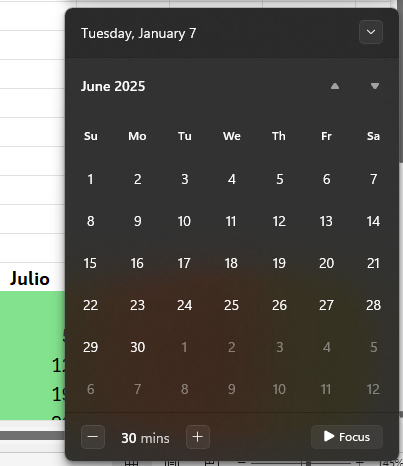 Tuesday, January 7
June 2025
Su Mo Tu We Th Fr Sa
1 2 3 4 5 6 7
8 9 10 11 12 13 14
15 16 17 18 19 20 21
Julio
22 23 24 25 26 27 28
29 30 1 2 3 4 5
6 7 8 9 10 11 12
30 mins
Focus